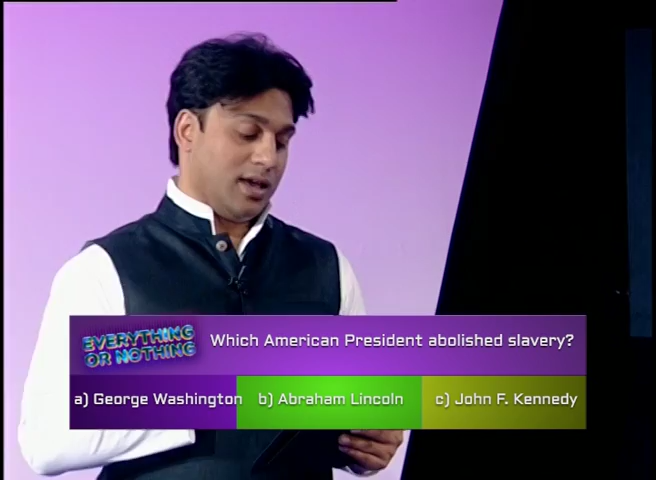 EVERYTHING
OR NOTHING
Which American President abolished slavery?
a) George Washington
b) Abraham Lincoln
c) John F. Kennedy